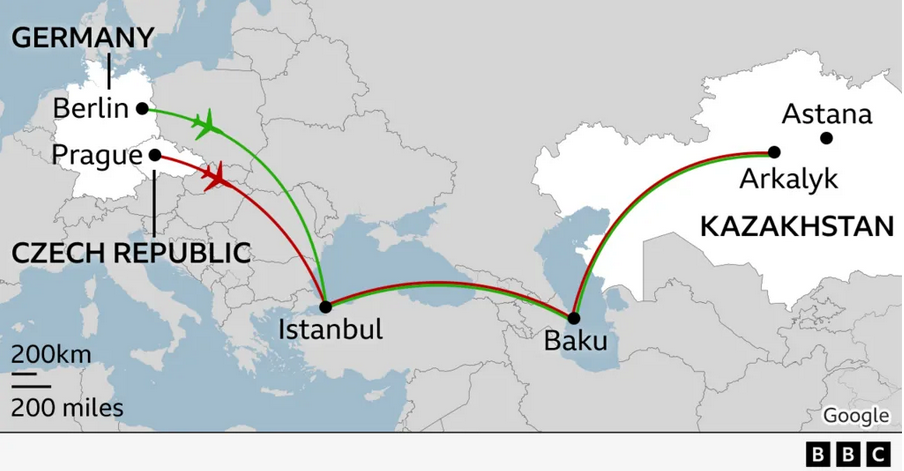 GERMANY
Berlin
Prague
CZECH REPUBLIC
Istanbul
Baku
Astana
Arkalyk
KAZAKHSTAN
200km
200 miles
Google
BBC